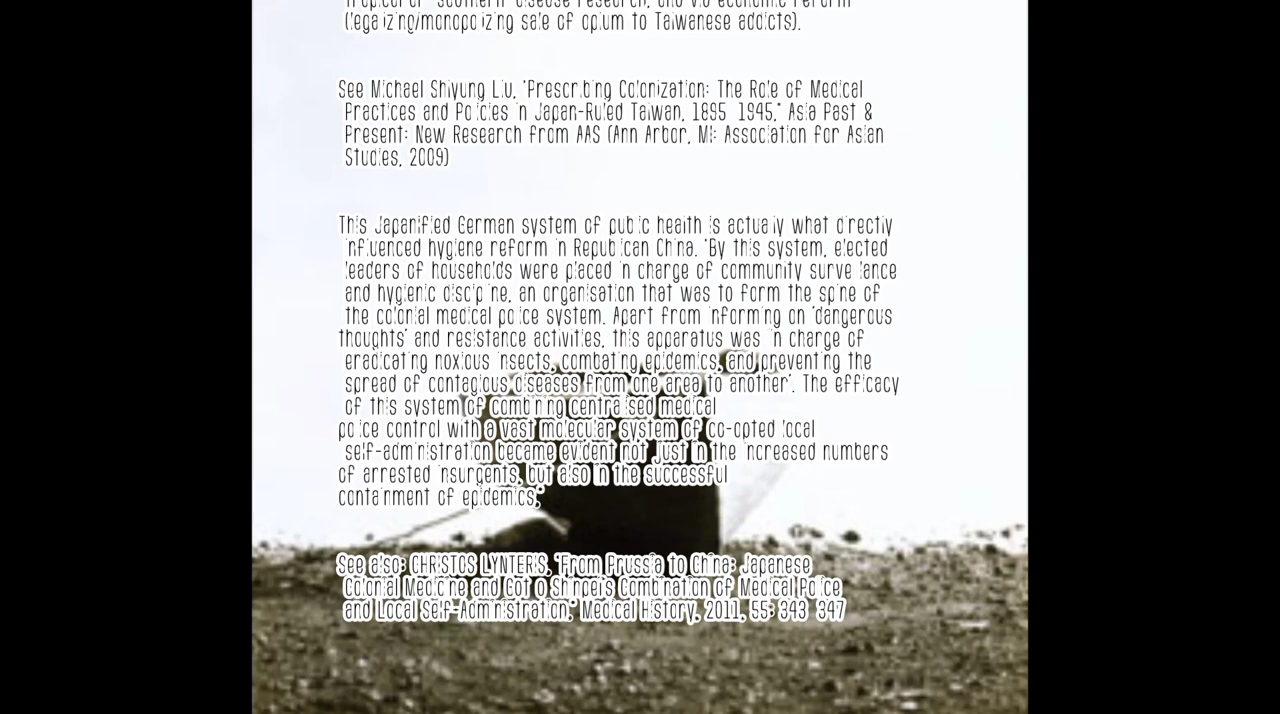 (legalizing/monopolizing sale of opium to Taiwanese addicts).
See Michael Shiyung Liu, "Prescribing Colonization: The Role of Medical
Practices and Policies in Japan-Ruled Taiwan, 1895 1945," Asia Past &
Present: New Research from AAS (Ann Arbor, MI: Association for Asian
Studies, 2009)
This Japanified German system of public health is actually what directly
influenced hygiene reform in Republican China. "By this system, elected
leaders of households were placed in charge of community surveillance
and hygienic discipline, an organisation that was to form the spine of
the colonial medical police system. Apart from informing on 'dangerous
thoughts' and resistance activities, this apparatus was in charge of
eradicating noxious insects, combating epidemics, and preventing the
spread of contagious diseases from one area to another'. The efficacy
of this system of combining centralised medical
police control with a vast molecular system of co-opted local
self-administration became evident not just in the increased numbers
of arrested insurgents, but also in the successful
containment of epidemics."
See also: CHRISTOS LYNTERIS, "From Prussia to China: Japanese
Colonial Medicine and Got o Shinpei's Combination of Medical Police
and Local Self-Administration," Medical History, 2011, 55: 343 347